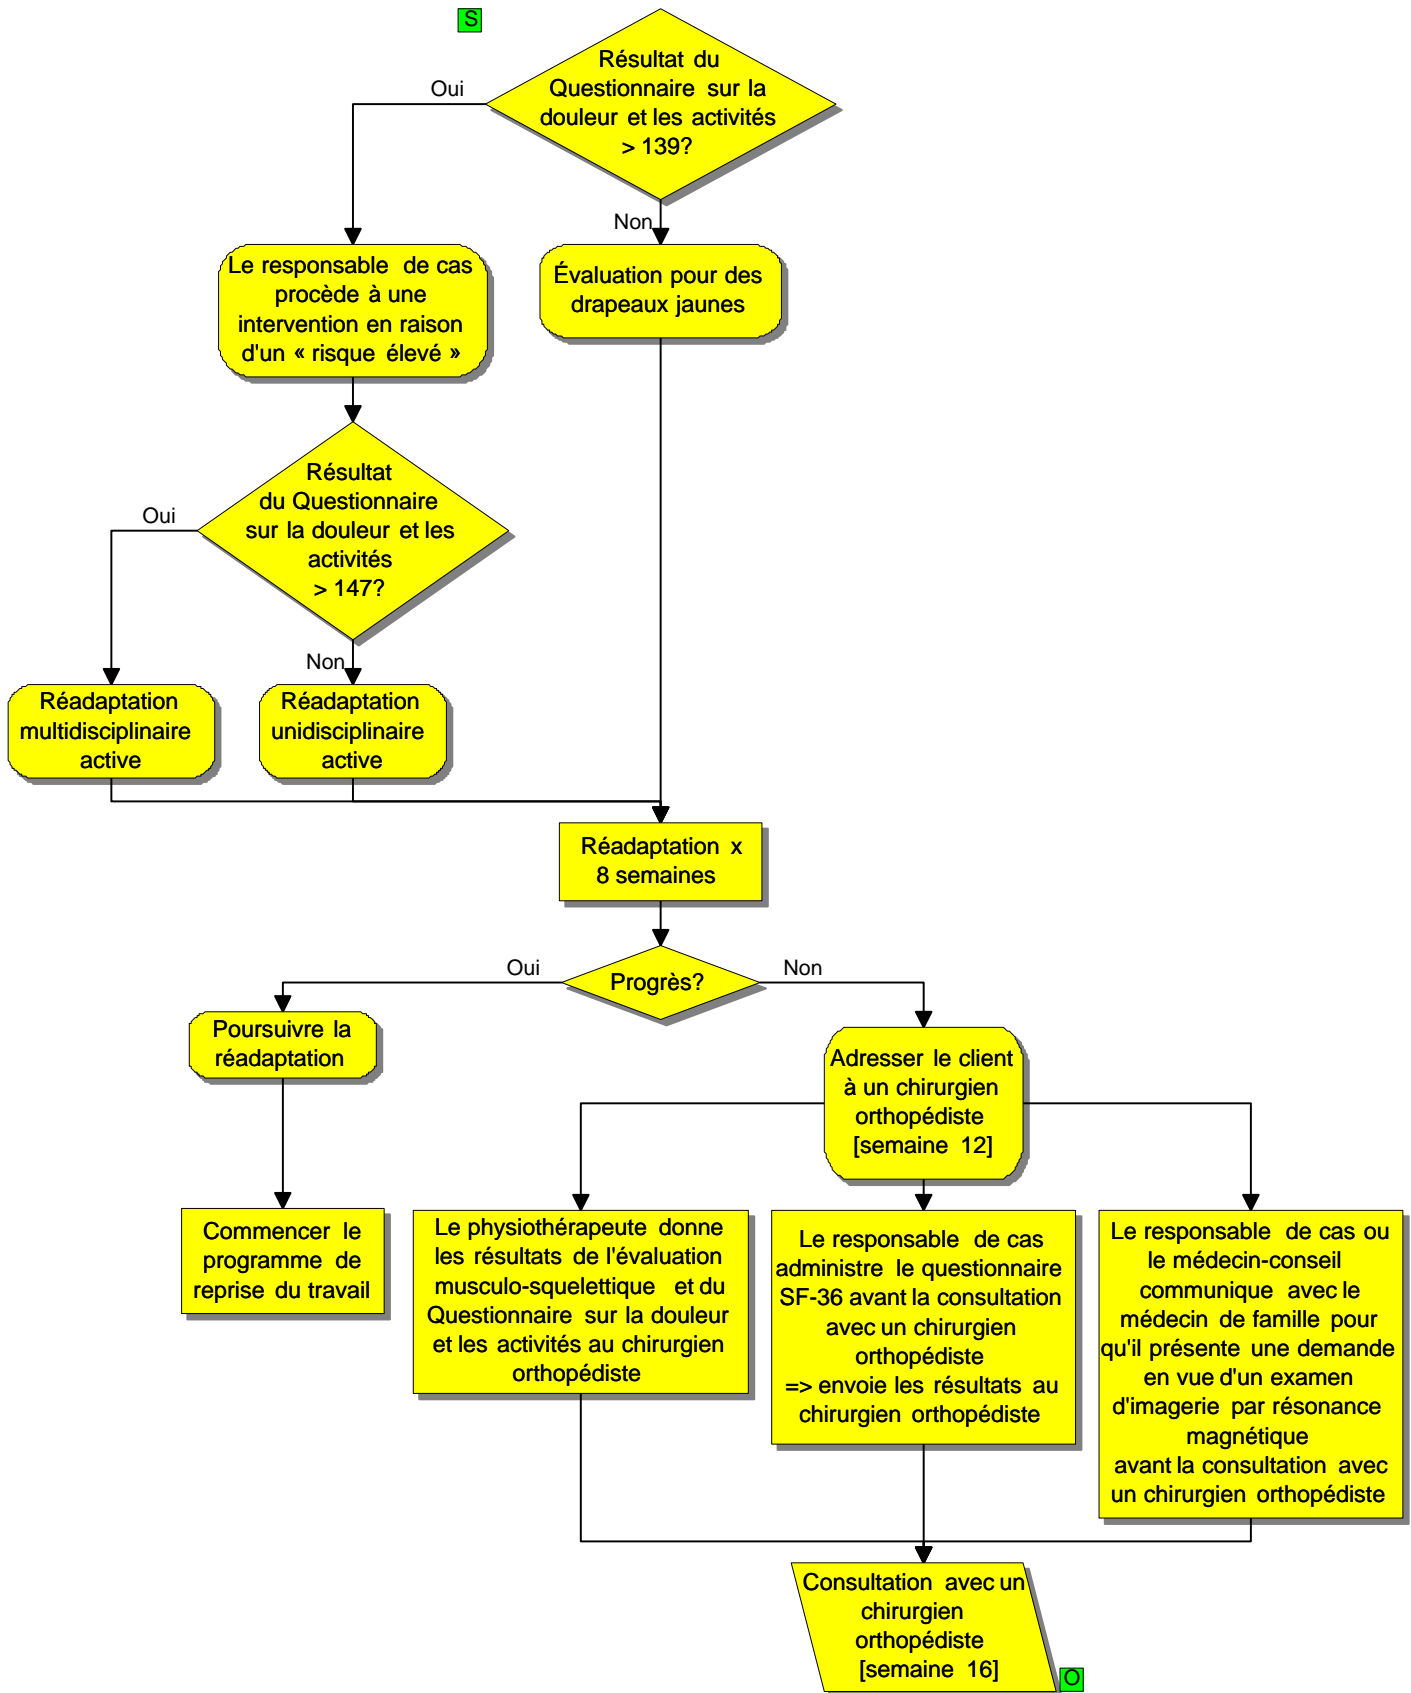 S
Résultat du
Questionnaire sur la
douleur et les activités
> 139?
Oui
Non
Le responsable de cas
procède à une
intervention en raison
d'un « risque élevé »
Évaluation pour des
drapeaux jaunes
Résultat
du Questionnaire
sur la douleur et les
activités
> 147?
Oui
Non
Réadaptation
multidisciplinaire
active
Réadaptation
unidisciplinaire
active
Réadaptation x
8 semaines
Progrès?
Oui
Non
Poursuivre la
réadaptation
Adresser le client
à un chirurgien
orthopédiste
[semaine 12]
Commencer le
programme de
reprise du travail
Le physiothérapeute donne
les résultats de l'évaluation
musculo-squelettique et du
Questionnaire sur la douleur
et les activités au chirurgien
orthopédiste
Le responsable de cas
administre le questionnaire
SF-36 avant la consultation
avec un chirurgien
orthopédiste
=> envoie les résultats au
chirurgien orthopédiste
Le responsable de cas ou
le médecin-conseil
communique avec le
médecin de famille pour
qu'il présente une demande
en vue d'un examen
d'imagerie par résonance
magnétique
avant la consultation avec
un chirurgien orthopédiste
Consultation avec un
chirurgien
orthopédiste
[semaine 16]
O